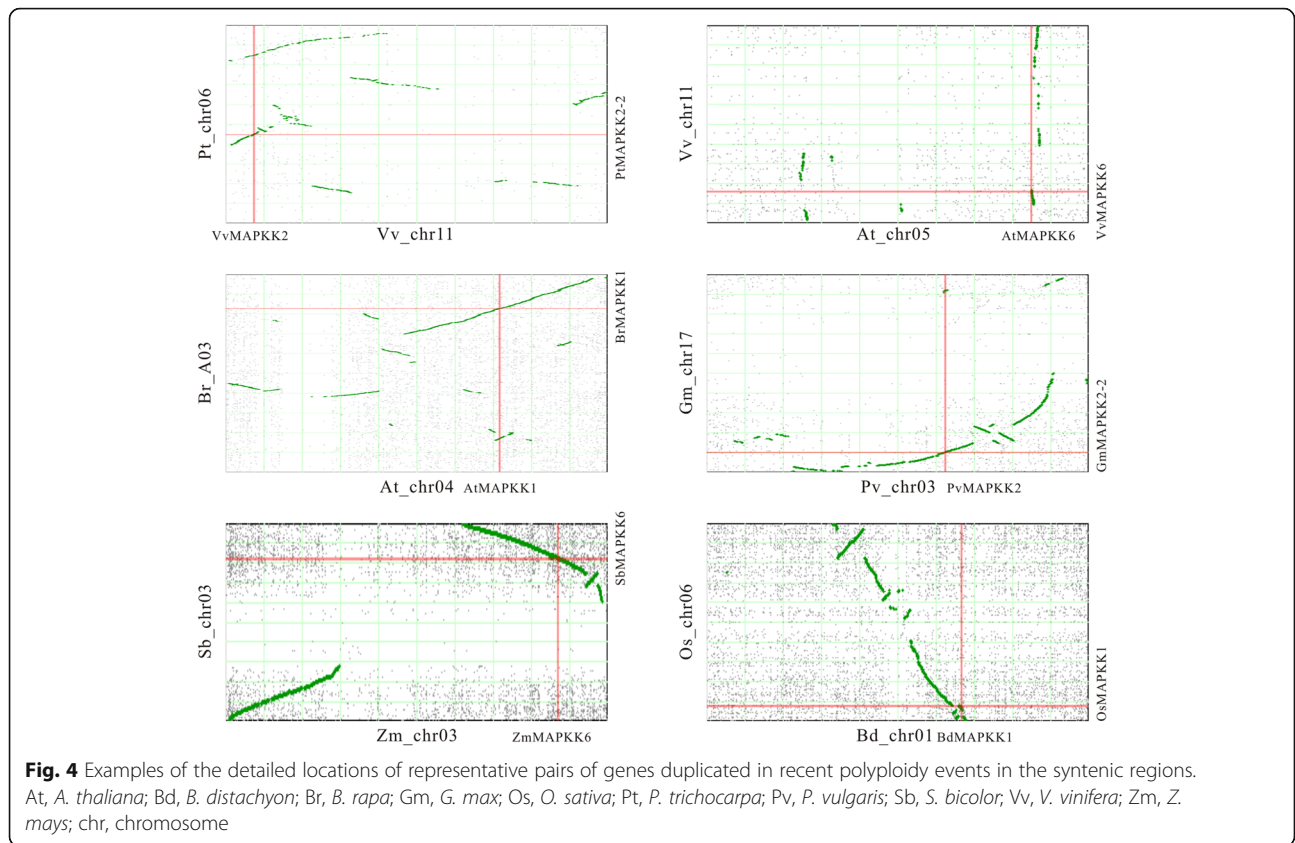 Pt_chr06
PtMAPKK2-2
VvMAPKK2
Vv_chr11
Vv_chr11
VvMAPKK6
At_chr05
AtMAPKK6
Br_A03
BrMAPKK1
At_chr04
AtMAPKK1
Gm_chr17
GmMAPKK2-2
Pv_chr03
PvMAPKK2
Sb_chr03
SbMAPKK6
Zm_chr03
ZmMAPKK6
Os_chr06
OsMAPKK1
Bd_chr01
BdMAPKK1
Fig. 4 Examples of the detailed locations of representative pairs of genes duplicated in recent polyploidy events in the syntenic regions.
At, A. thaliana; Bd, B. distachyon; Br, B. rapa; Gm, G. max; Os, O. sativa; Pt, P. trichocarpa; Pv, P. vulgaris; Sb, S. bicolor; Vv, V. vinifera; Zm, Z.
mays; chr, chromosome